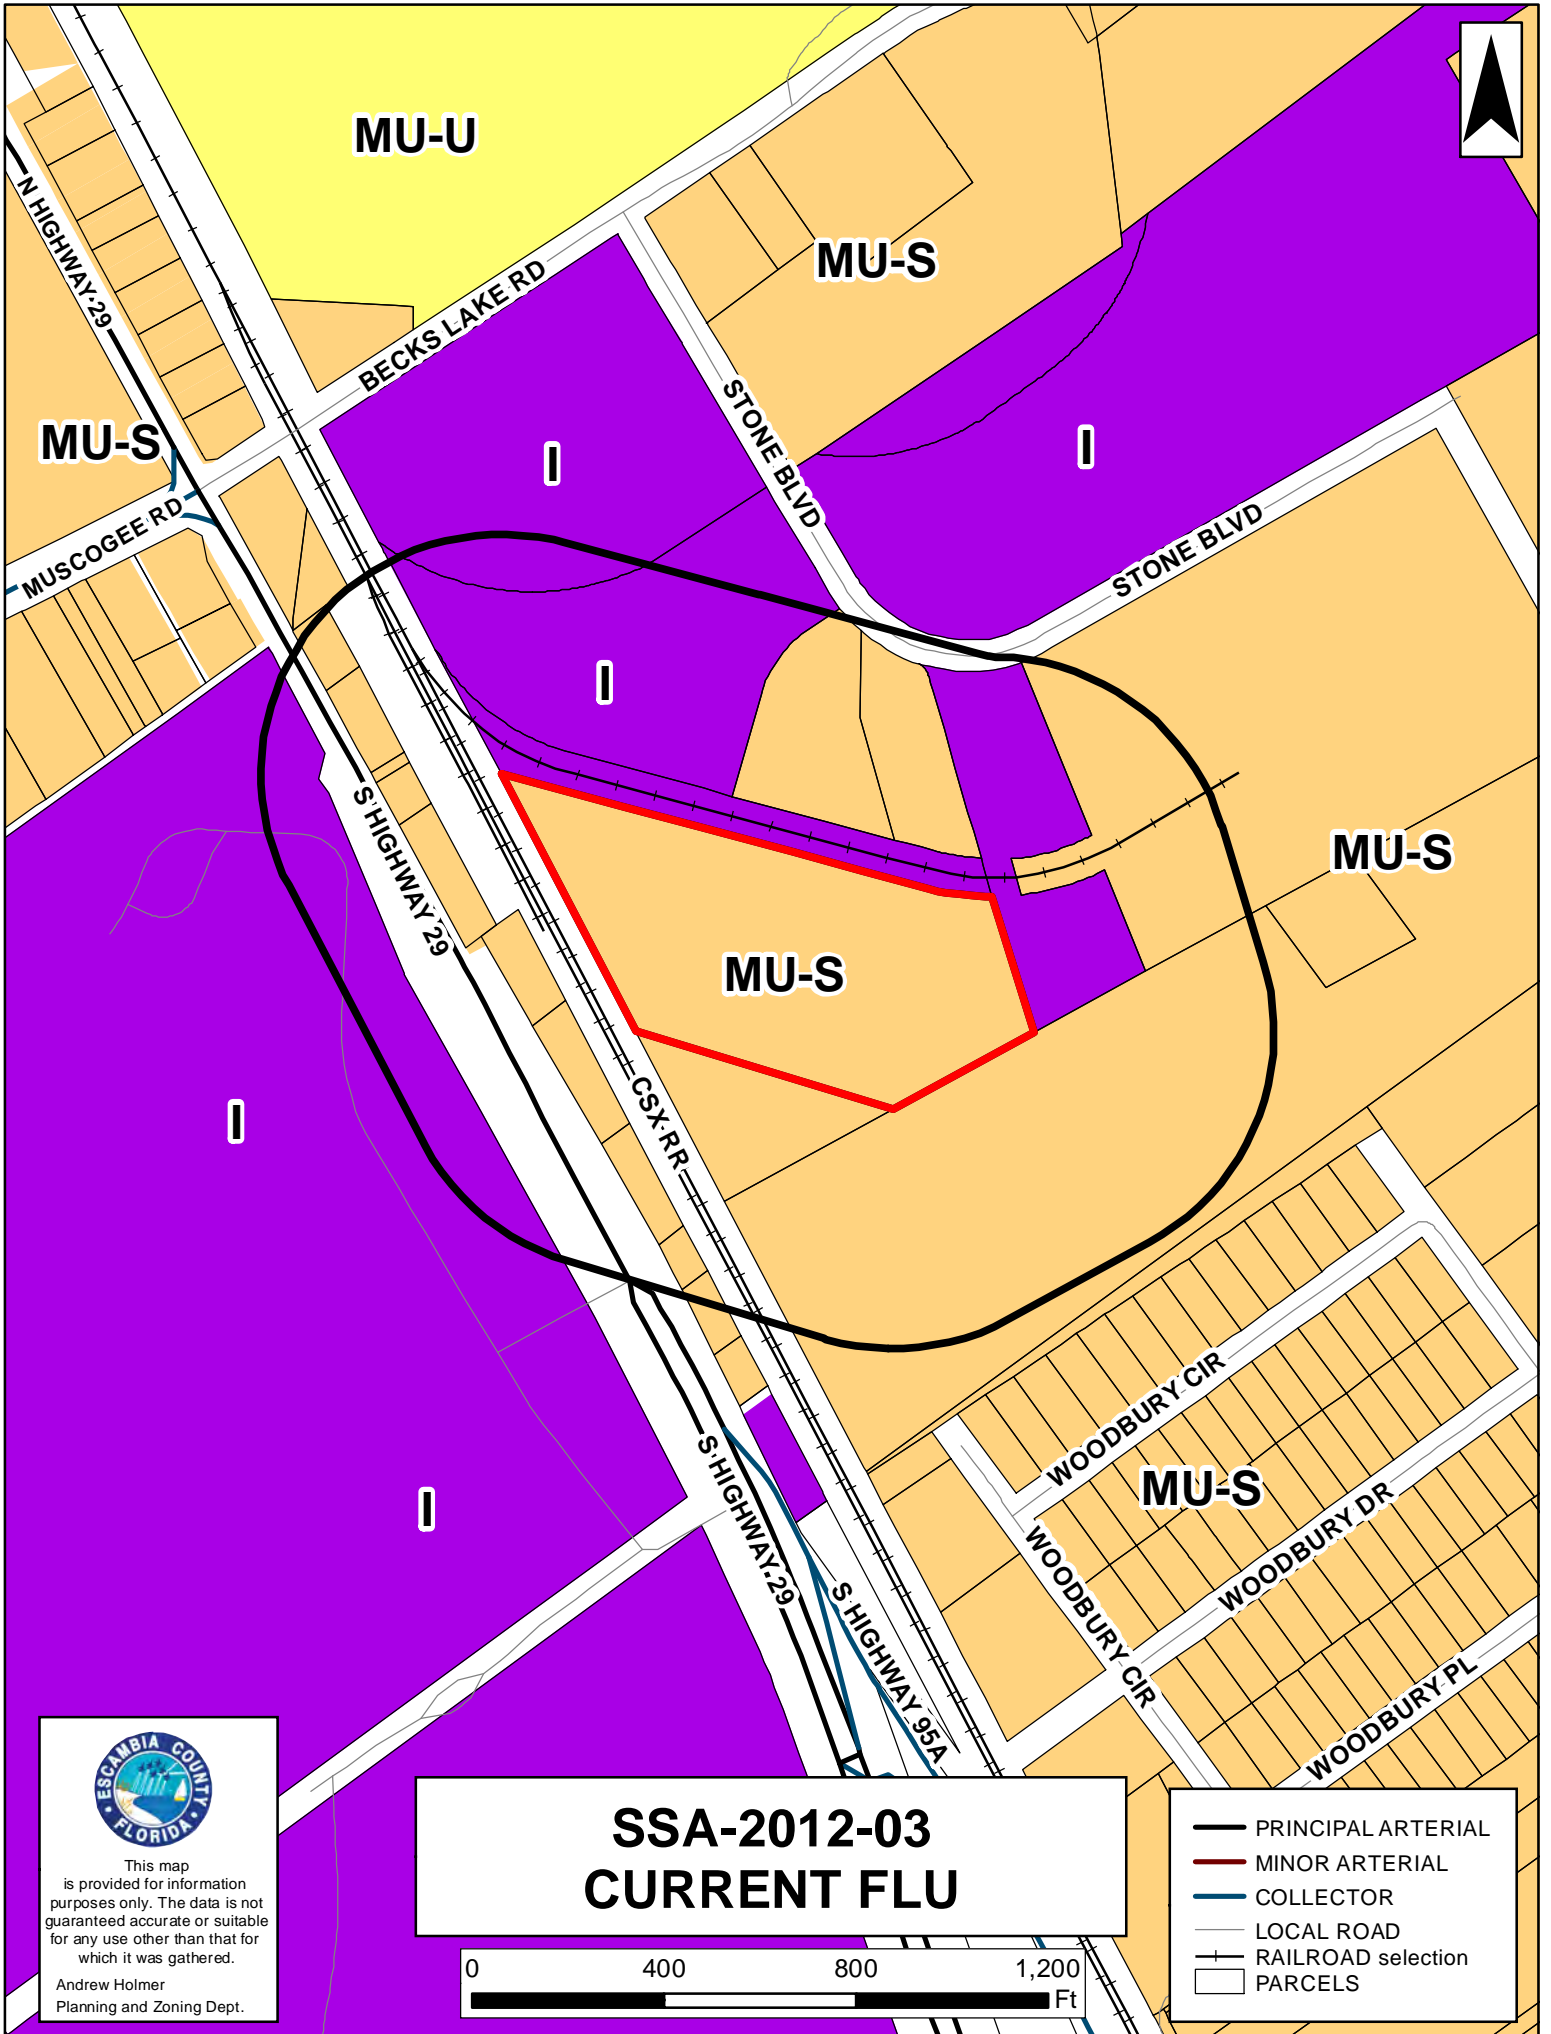 MU-U
N HIGHWAY 29
MU-S
BECKS LAKE RD
STONE BLVD
MU-S
I
I
MUSCOGEE RD
STONE BLVD
I
S HIGHWAY 29
MU-S
MU-S
I
CSX RR
WOODBURY CIR
MU-S
S HIGHWAY 29
I
WOODBURY DR
WOODBURY CIR
S HIGHWAY 95A
WOODBURY PL
ESCAMBIA COUNTY
FLORIDA
This map
is provided for information
purposes only. The data is not
guaranteed accurate or suitable
for any use other than that for
which it was gathered.
Andrew Holmer
Planning and Zoning Dept.
SSA-2012-03
CURRENT FLU
0 400 800 1,200
Ft
PRINCIPAL ARTERIAL
MINOR ARTERIAL
COLLECTOR
LOCAL ROAD
RAILROAD selection
PARCELS